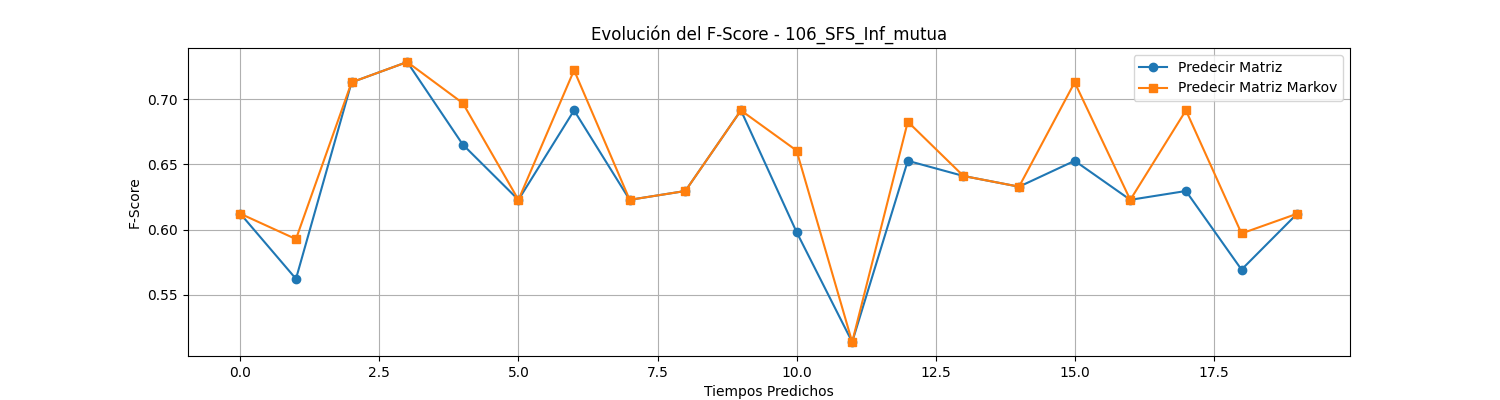 Evolución del F-Score - 106_SFS_Inf_mutua
Predecir Matriz
Predecir Matriz Markov
F-Score
0.70
0.65
0.60
0.55
0.0 2.5 5.0 7.5 10.0 12.5 15.0 17.5
Tiempos Predichos